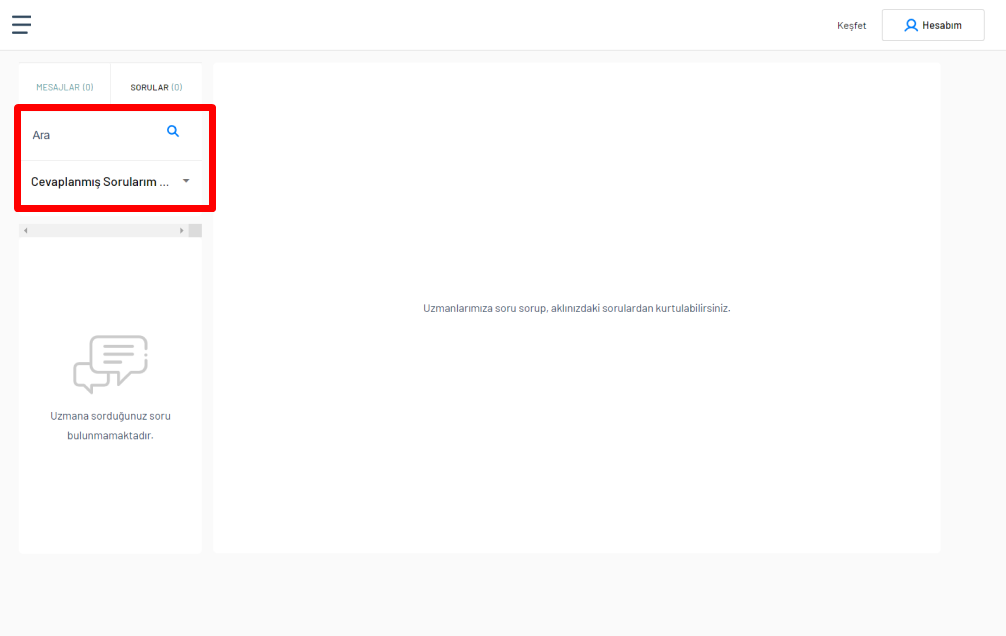 Keşfet
Hesabım
MESAJLAR (0)
SORULAR (0)
Ara
Cevaplanmış Sorularım ...
Uzmanlarımıza soru sorup, aklınızdaki sorulardan kurtulabilirsiniz.
Uzmana sorduğunuz soru
bulunmamaktadır.